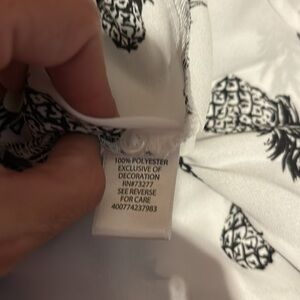 100% POLYESTER
EXCLUSIVE OF
DECORATION
RN#73277
SEE REVERSE
FOR CARE
400774237983